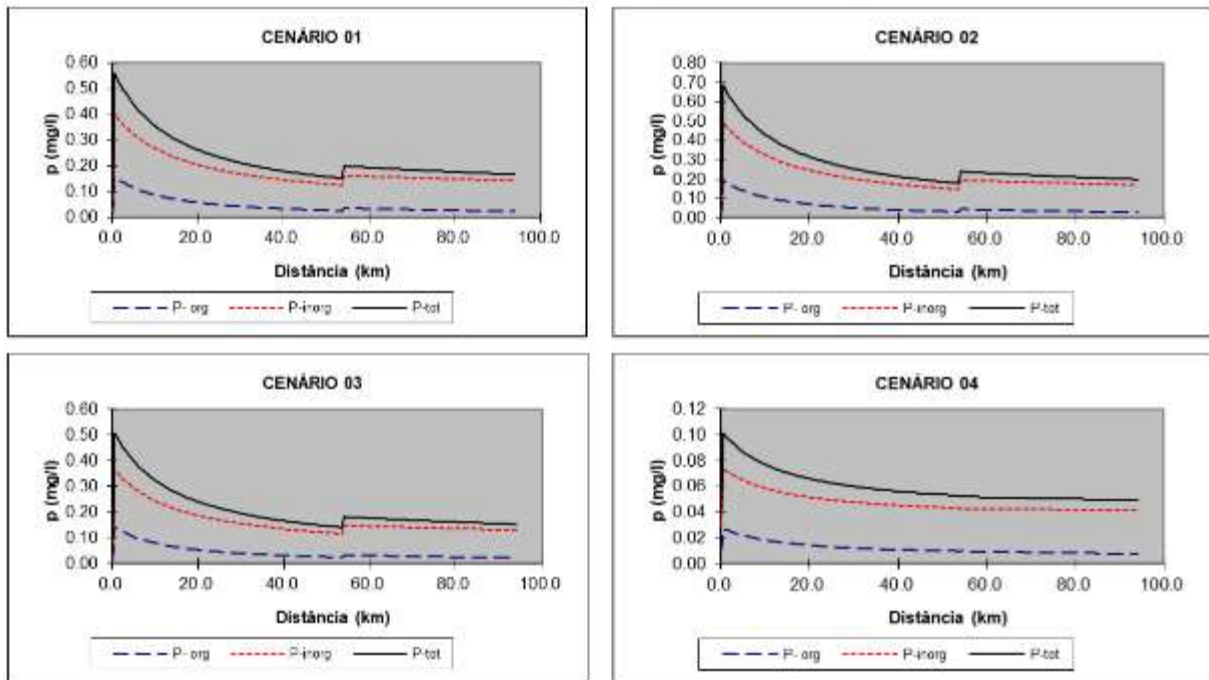 CENÁRIO 01
0.60
0.50
0.40
0.30
0.20
0.10
0.00
p (mg/l)
0.0 20.0 40.0 60.0 80.0 100.0
Distância (km)
P- org P-inorg P-tot
CENÁRIO 02
0.80
0.70
0.60
0.50
0.40
0.30
0.20
0.10
0.00
p (mg/l)
0.0 20.0 40.0 60.0 80.0 100.0
Distância (km)
P- org P-inorg P-tot
CENÁRIO 03
0.60
0.50
0.40
0.30
0.20
0.10
0.00
p (mg/l)
0.0 20.0 40.0 60.0 80.0 100.0
Distância (km)
P- org P-inorg P-tot
CENÁRIO 04
0.12
0.10
0.08
0.06
0.04
0.02
0.00
p (mg/l)
0.0 20.0 40.0 60.0 80.0 100.0
Distância (km)
P- org P-inorg P-tot